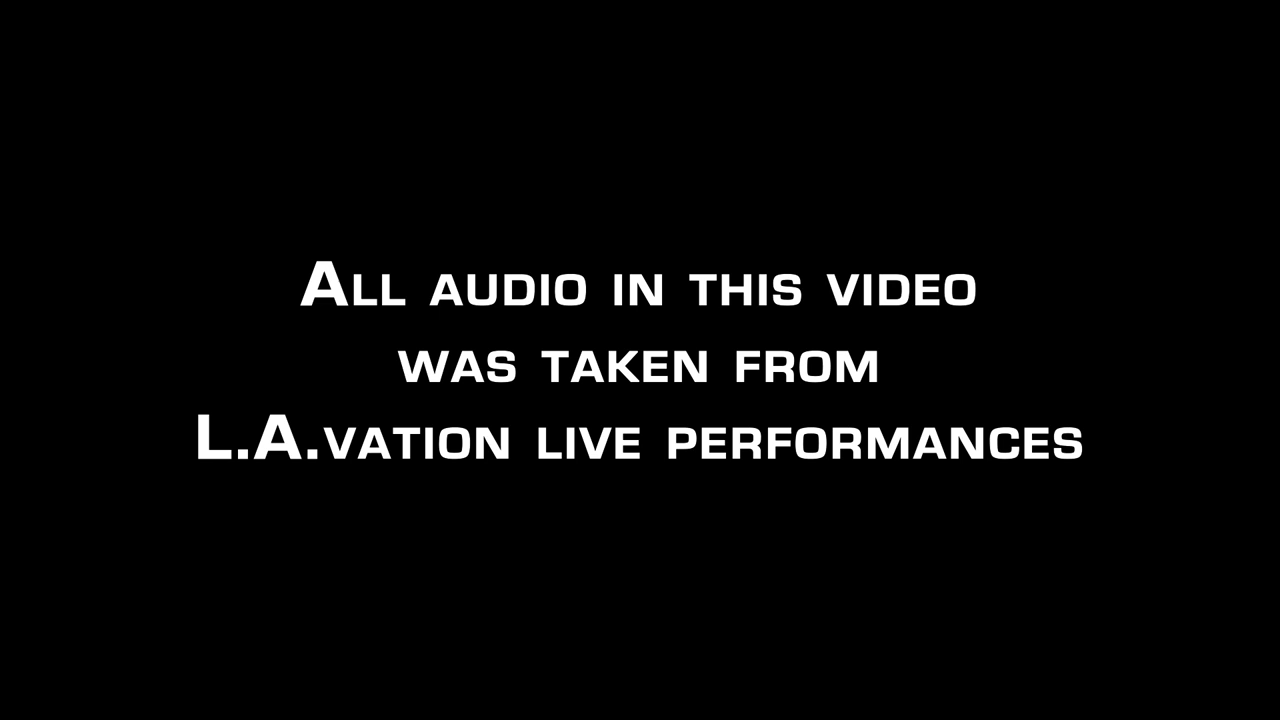 All audio in this video
was taken from
L.A.vation live performances